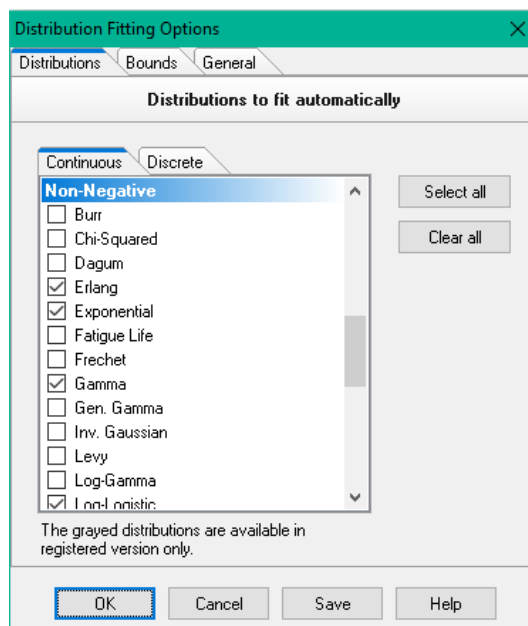 Distribution Fitting Options
Distributions Bounds General
Distributions to fit automatically
Continuous Discrete
Non-Negative
Burr
Chi-Squared
Dagum
Erlang
Exponential
Fatigue Life
Frechet
Gamma
Gen. Gamma
Inv. Gaussian
Levy
Log-Gamma
Log-Logistic
Select all
Clear all
The grayed distributions are available in
registered version only.
OK Cancel Save Help